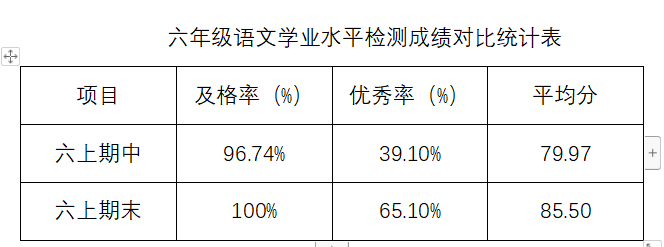 六年级语文学业水平检测成绩对比统计表
项目 及格率（%） 优秀率（%） 平均分
六上期中 96.74% 39.10% 79.97
六上期末 100% 65.10% 85.50